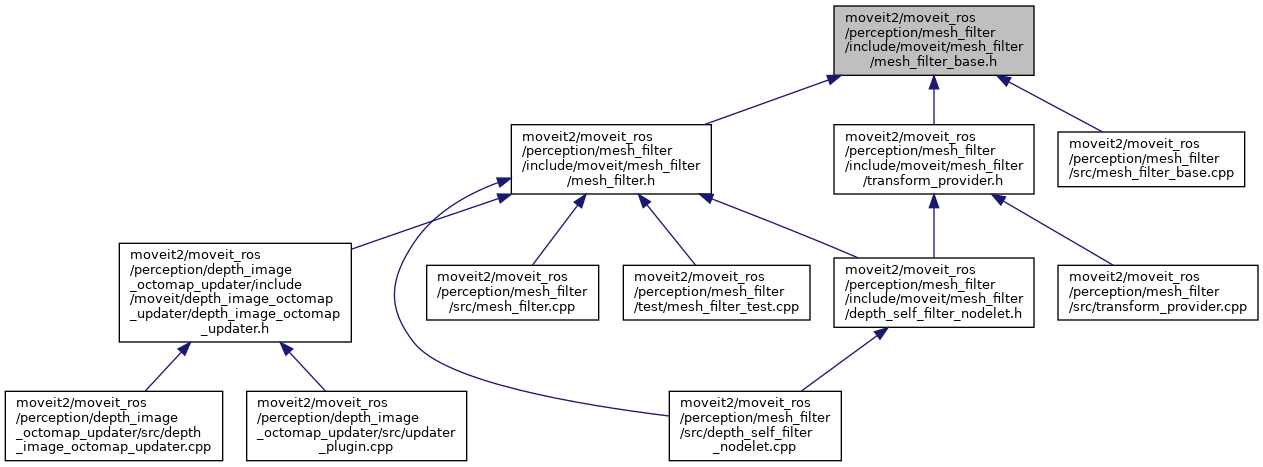 moveit2/moveit_ros
/perception/mesh_filter
/include/moveit/mesh_filter
/mesh_filter_base.h
moveit2/moveit_ros
/perception/mesh_filter
/include/moveit/mesh_filter
/mesh_filter.h
moveit2/moveit_ros
/perception/mesh_filter
/include/moveit/mesh_filter
/transform_provider.h
moveit2/moveit_ros
/perception/mesh_filter
/src/mesh_filter_base.cpp
moveit2/moveit_ros
/perception/depth_image
_octomap_updater/include
/moveit/depth_image_octomap
_updater/depth_image_octomap
_updater.h
moveit2/moveit_ros
/perception/mesh_filter
/src/mesh_filter.cpp
moveit2/moveit_ros
/perception/mesh_filter
/test/mesh_filter_test.cpp
moveit2/moveit_ros
/perception/mesh_filter
/include/moveit/mesh_filter
/depth_self_filter_nodelet.h
moveit2/moveit_ros
/perception/mesh_filter
/src/transform_provider.cpp
moveit2/moveit_ros
/perception/depth_image
_octomap_updater/src/depth
_image_octomap_updater.cpp
moveit2/moveit_ros
/perception/depth_image
_octomap_updater/src/updater
_plugin.cpp
moveit2/moveit_ros
/perception/mesh_filter
/src/depth_self_filter
_nodelet.cpp